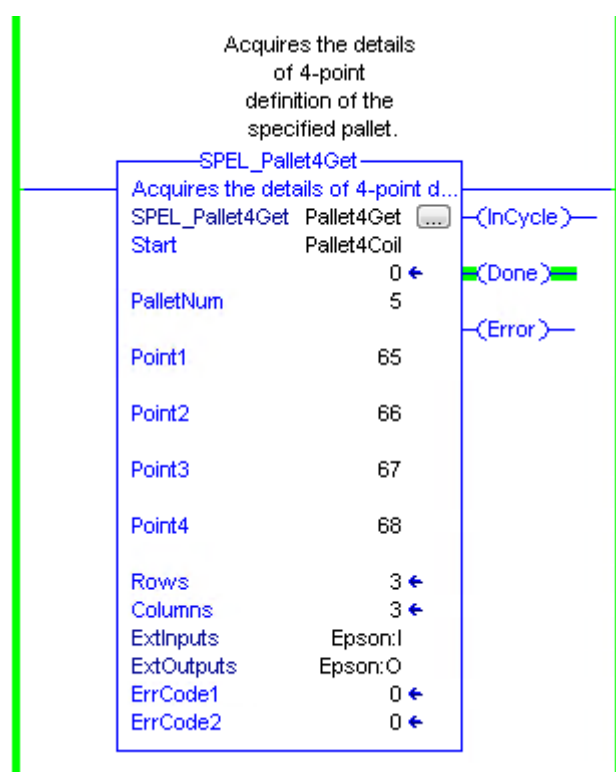 Acquires the details
of 4-point
definition of the
specified pallet.
SPEL_Pallet4Get
Acquires the details of 4-point d...
SPEL_Pallet4Get Pallet4Get ... (InCycle)
Start Pallet4Coil
0 (Done)
PalletNum 5
(Error)
Point1 65
Point2 66
Point3 67
Point4 68
Rows 3
Columns 3
ExtInputs Epson:I
ExtOutputs Epson:O
ErrCode1 0
ErrCode2 0